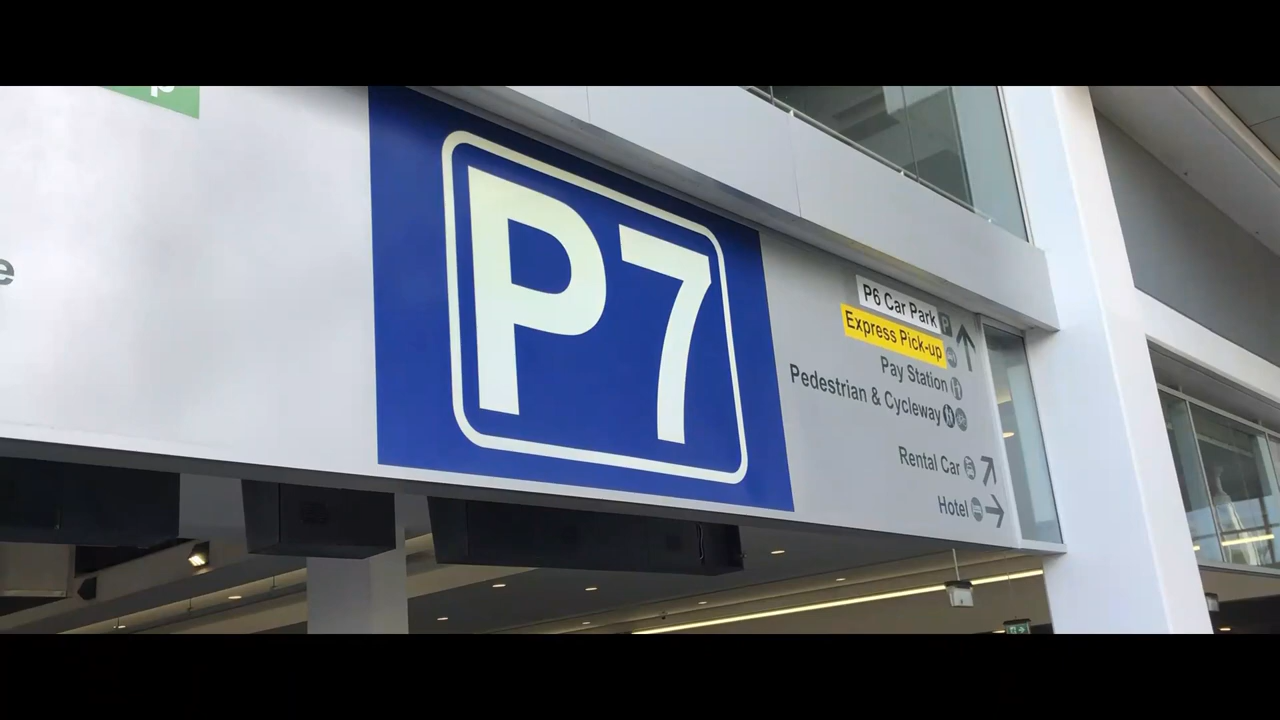 P7
P6 Car Park P
Express Pick-up
Pay Station
Pedestrian & Cycleway
Rental Car
Hotel